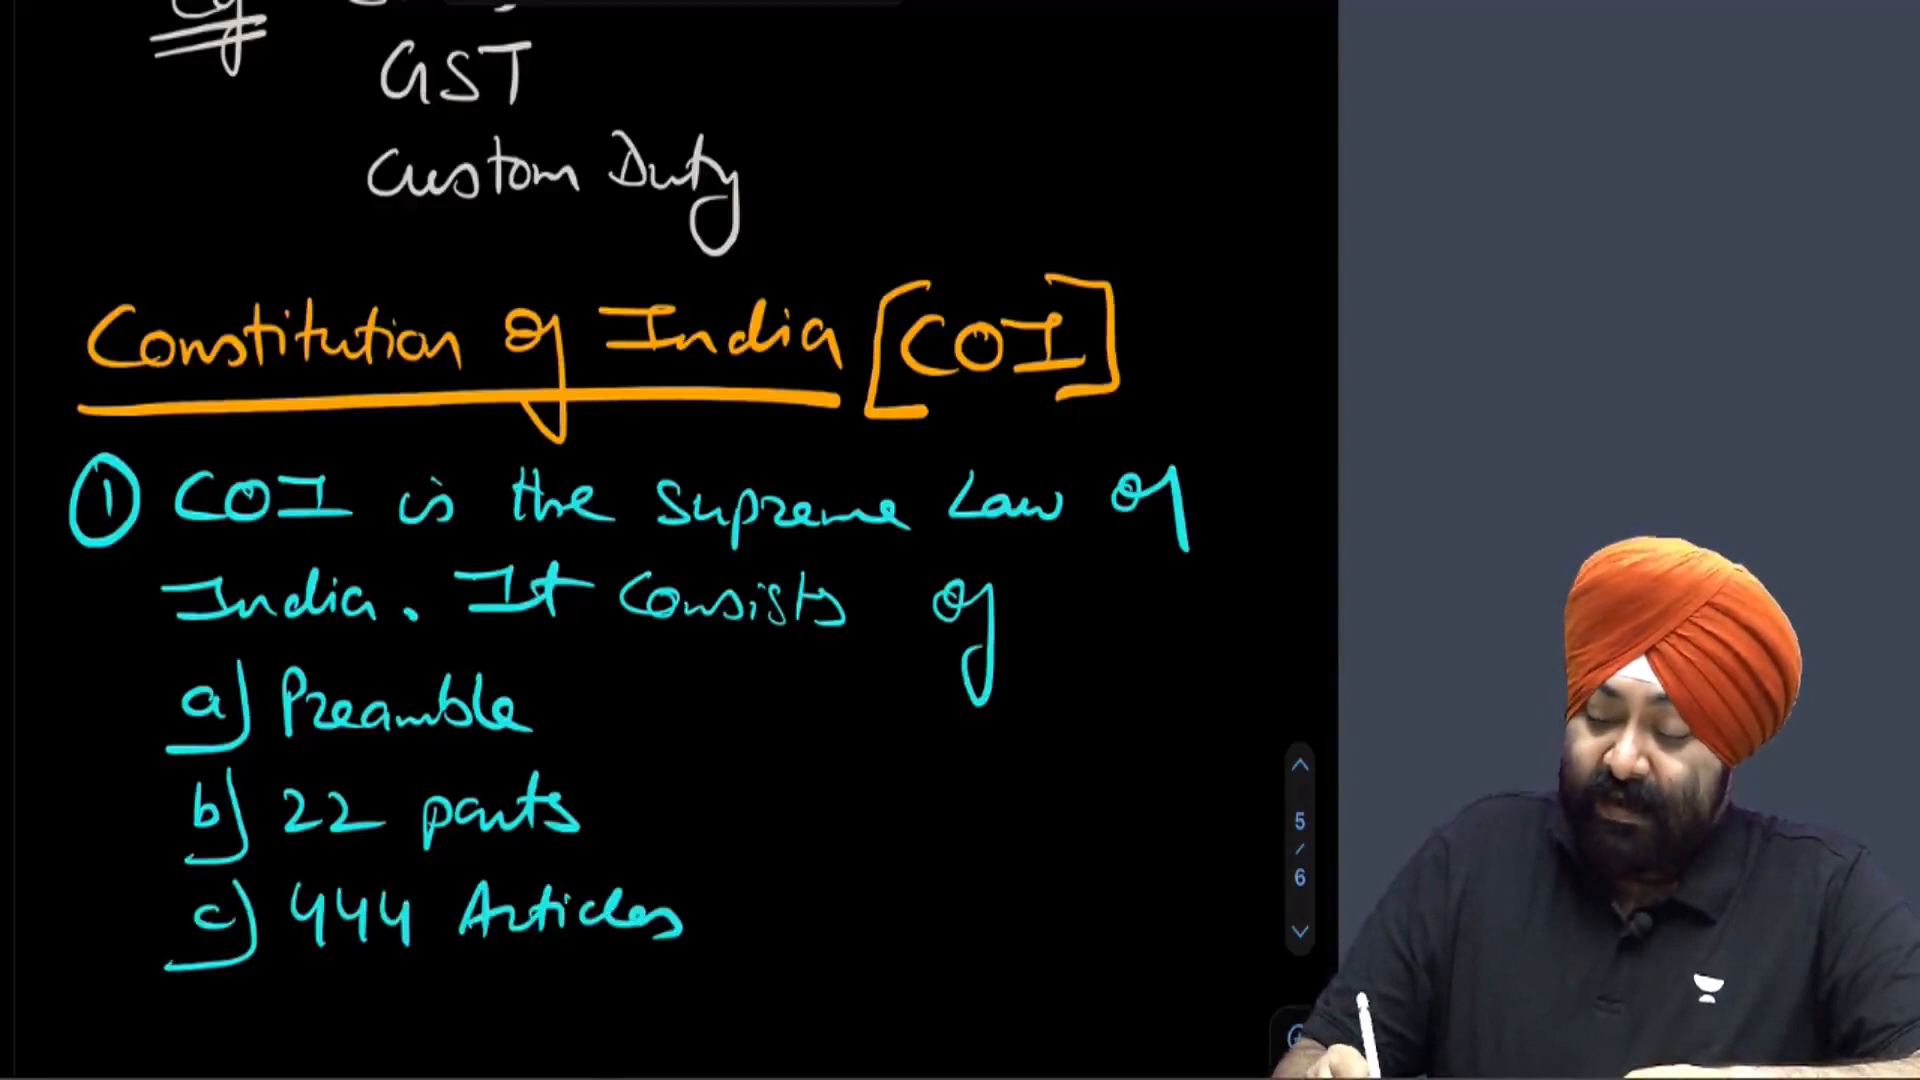 Eg
GST
Custom Duty
Constitution of India [COI]
① COI is the Supreme Law of
India. It Consists of
a) Preamble
b) 22 parts
c) 444 Articles
5
/
6